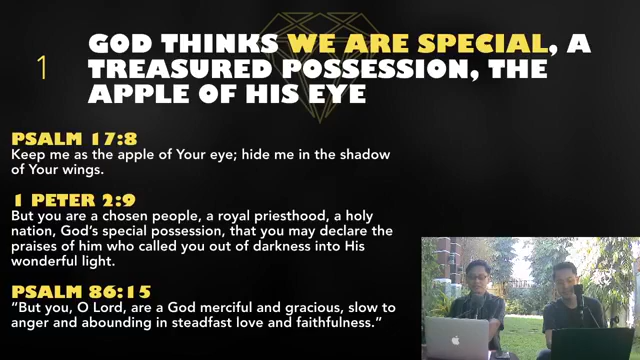 1
GOD THINKS WE ARE SPECIAL, A
TREASURED POSSESSION, THE
APPLE OF HIS EYE
PSALM 17:8
Keep me as the apple of Your eye; hide me in the shadow
of Your wings.
1 PETER 2:9
But you are a chosen people, a royal priesthood, a holy
nation, God's special possession, that you may declare the
praises of him who called you out of darkness into His
wonderful light.
PSALM 86:15
"But you, O Lord, are a God merciful and gracious, slow to
anger and abounding in steadfast love and faithfulness."